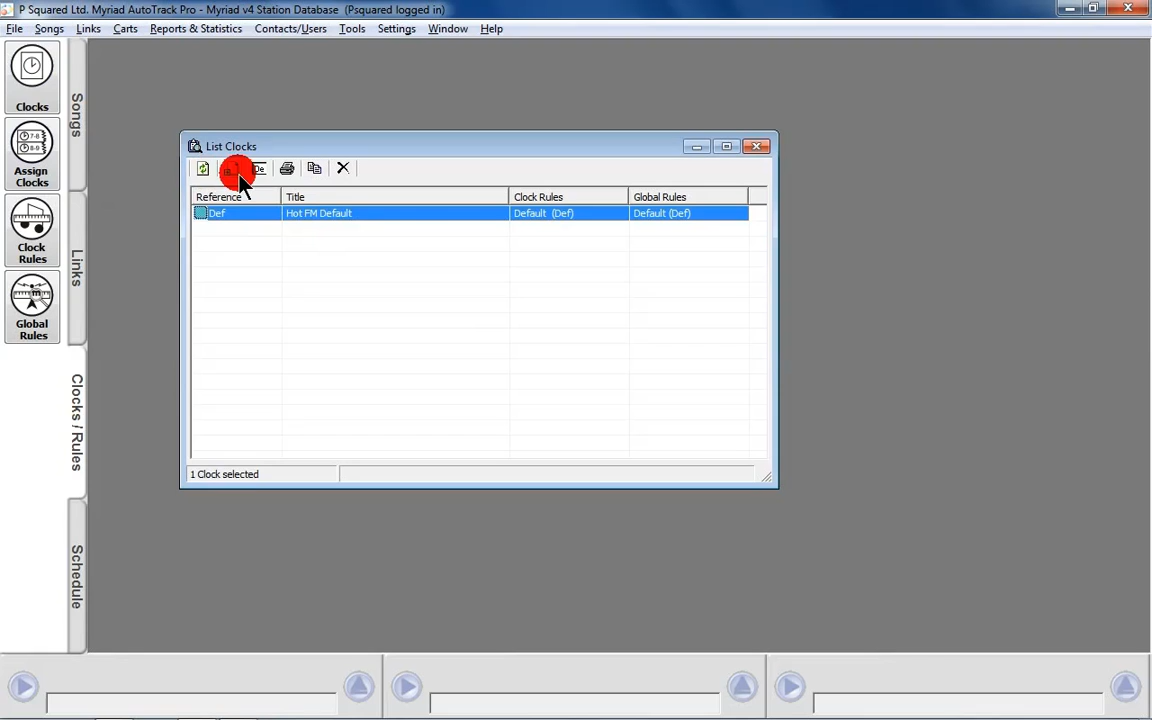 P Squared Ltd. Myriad AutoTrack Pro - Myriad v4 Station Database (Psquared logged in)
File Songs Links Carts Reports & Statistics Contacts/Users Tools Settings Window Help
Clocks
Assign
Clocks
Clock
Rules
Global
Rules
Songs
Links
Clocks / Rules
Schedule
List Clocks
De
Reference Title Clock Rules Global Rules
Def Hot FM Default Default (Def) Default (Def)
1 Clock selected